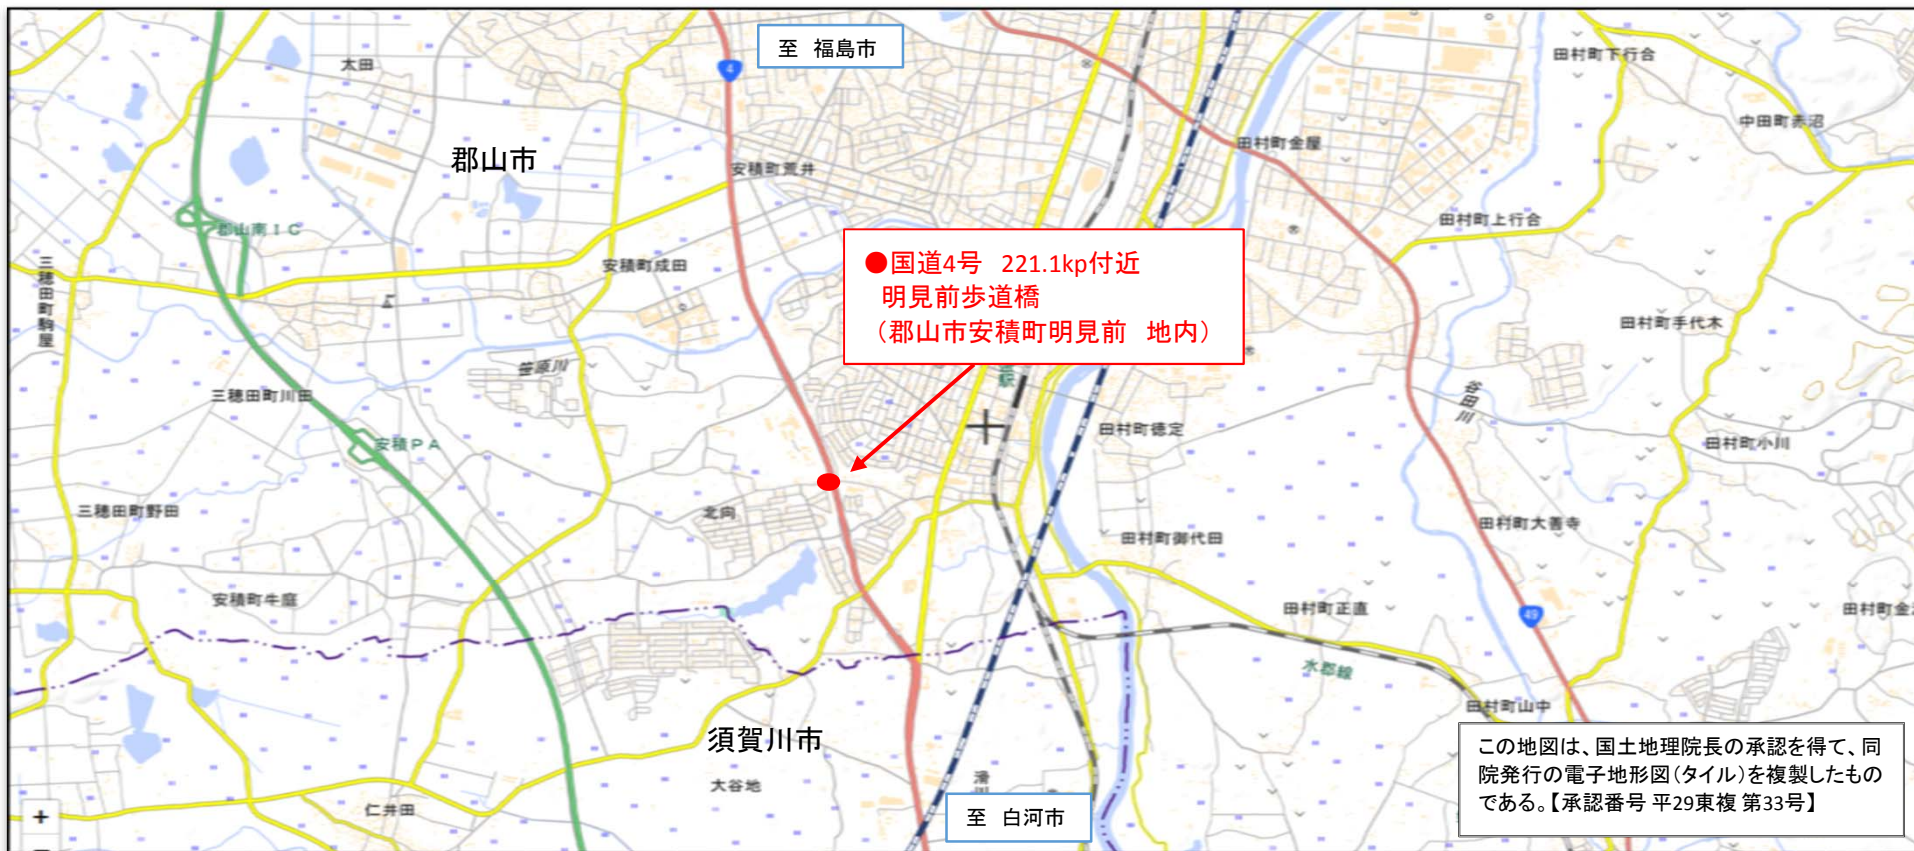 至 福島市
太田
4
田村町下行合
中田町赤沼
郡山市
安積町荒井
田村町金屋
郡山南IC
田村町上行合
三穂田町駒屋
安積町成田
●国道4号 221.1kp付近
明見前歩道橋
（郡山市安積町明見前 地内）
田村町手代木
笹原川
三穂田町川田
谷田川
安積PA
田村町徳定
田村町小川
三穂田町野田
北向
田村町大善寺
田村町御代田
安積町牛庭
田村町正直
49
水郡線
田村町山中
須賀川市
大谷地
仁井田
至 白河市
この地図は、国土地理院長の承認を得て、同
院発行の電子地形図（タイル）を複製したもの
である。【承認番号 平29東複 第33号】
+